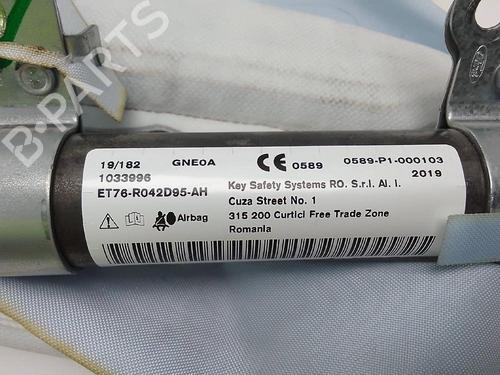 B-PARTS
19/182 GNE0A CE 0589 0589-P1-000103
1033996 2019
ET76-R042D95-AH Key Safety Systems RO. S.r.l. Al. I.
Cuza Street No. 1
Airbag 315 200 Curtici Free Trade Zone
Romania